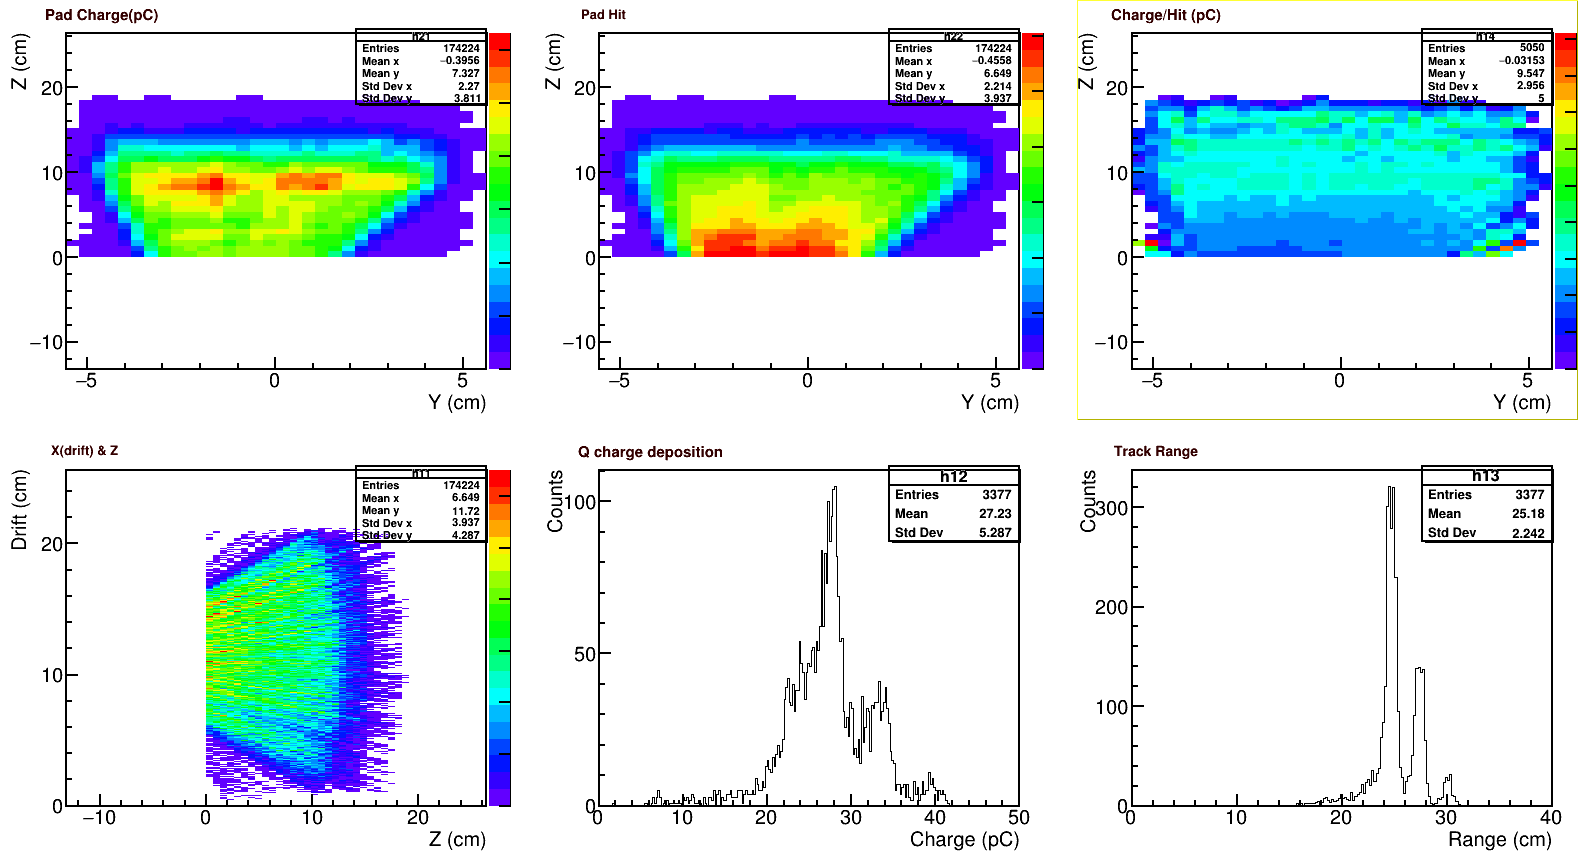 Pad Charge(pC)
Z (cm)
h21
Entries 174224
Mean x −0.3956
Mean y 7.327
Std Dev x 2.27
Std Dev y 3.811
20
10
0
−10
−5 0 5
Y (cm)
Pad Hit
Z (cm)
h22
Entries 174224
Mean x −0.4558
Mean y 6.649
Std Dev x 2.214
Std Dev y 3.937
20
10
0
−10
−5 0 5
Y (cm)
Charge/Hit (pC)
Z (cm)
h14
Entries 5050
Mean x −0.03153
Mean y 9.547
Std Dev x 2.956
Std Dev y 5
20
10
0
−10
−5 0 5
Y (cm)
X(drift) & Z
Drift (cm)
h11
Entries 174224
Mean x 6.649
Mean y 11.72
Std Dev x 3.937
Std Dev y 4.287
20
10
0
−10 0 10 20
Z (cm)
Q charge deposition
Counts
h12
Entries 3377
Mean 27.23
Std Dev 5.287
100
50
0
0 10 20 30 40 50
Charge (pC)
Track Range
Counts
h13
Entries 3377
Mean 25.18
Std Dev 2.242
300
200
100
0
0 10 20 30 40
Range (cm)